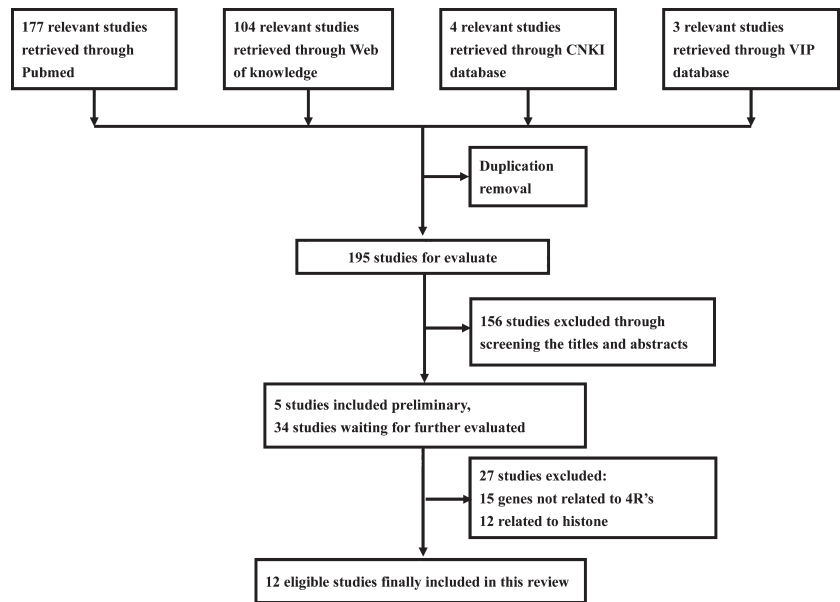 177 relevant studies
retrieved through
Pubmed
104 relevant studies
retrieved through Web
of knowledge
4 relevant studies
retrieved through CNKI
database
3 relevant studies
retrieved through VIP
database
Duplication
removal
195 studies for evaluate
156 studies excluded through
screening the titles and abstracts
5 studies included preliminary,
34 studies waiting for further evaluated
27 studies excluded:
15 genes not related to 4R's
12 related to histone
12 eligible studies finally included in this review